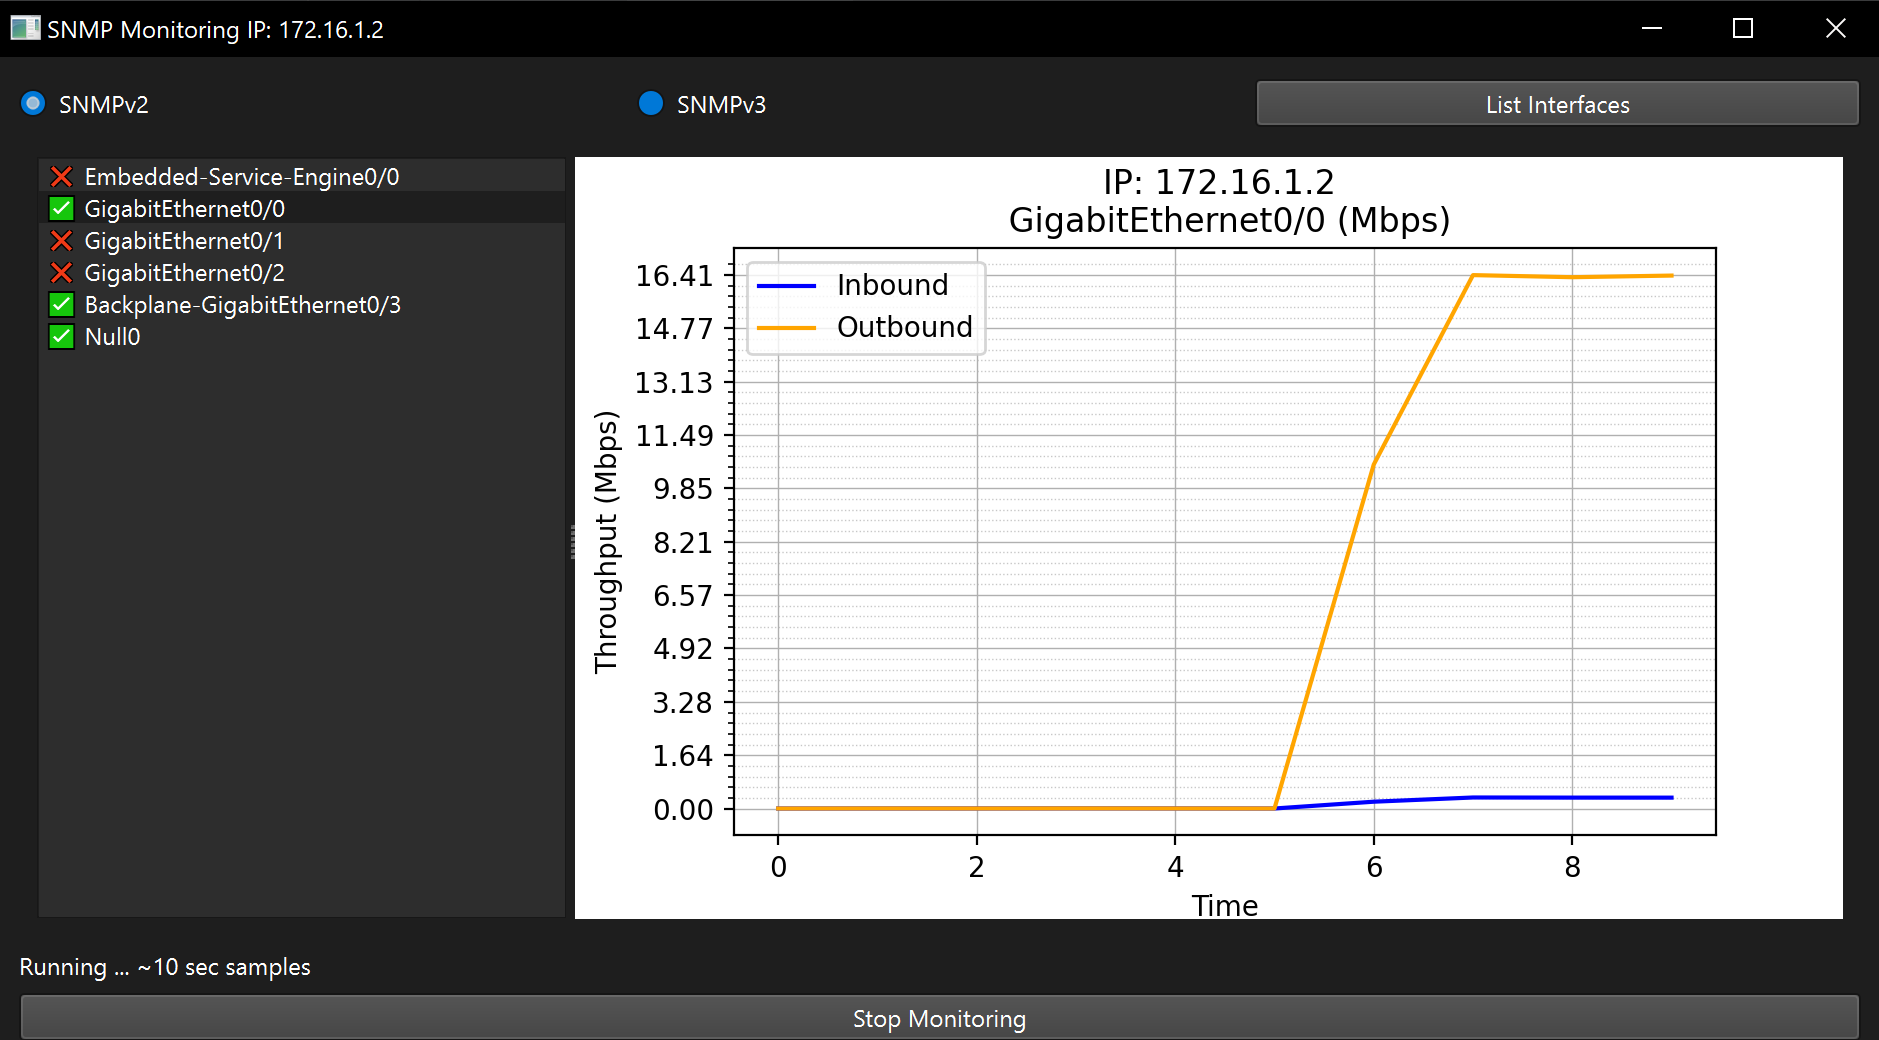 SNMP Monitoring IP: 172.16.1.2
SNMPv2
SNMPv3
List Interfaces
Embedded-Service-Engine0/0
GigabitEthernet0/0
GigabitEthernet0/1
GigabitEthernet0/2
Backplane-GigabitEthernet0/3
Null0
IP: 172.16.1.2
GigabitEthernet0/0 (Mbps)
Inbound
Outbound
Throughput (Mbps)
16.41
14.77
13.13
11.49
9.85
8.21
6.57
4.92
3.28
1.64
0.00
0 2 4 6 8
Time
Running ... ~10 sec samples
Stop Monitoring